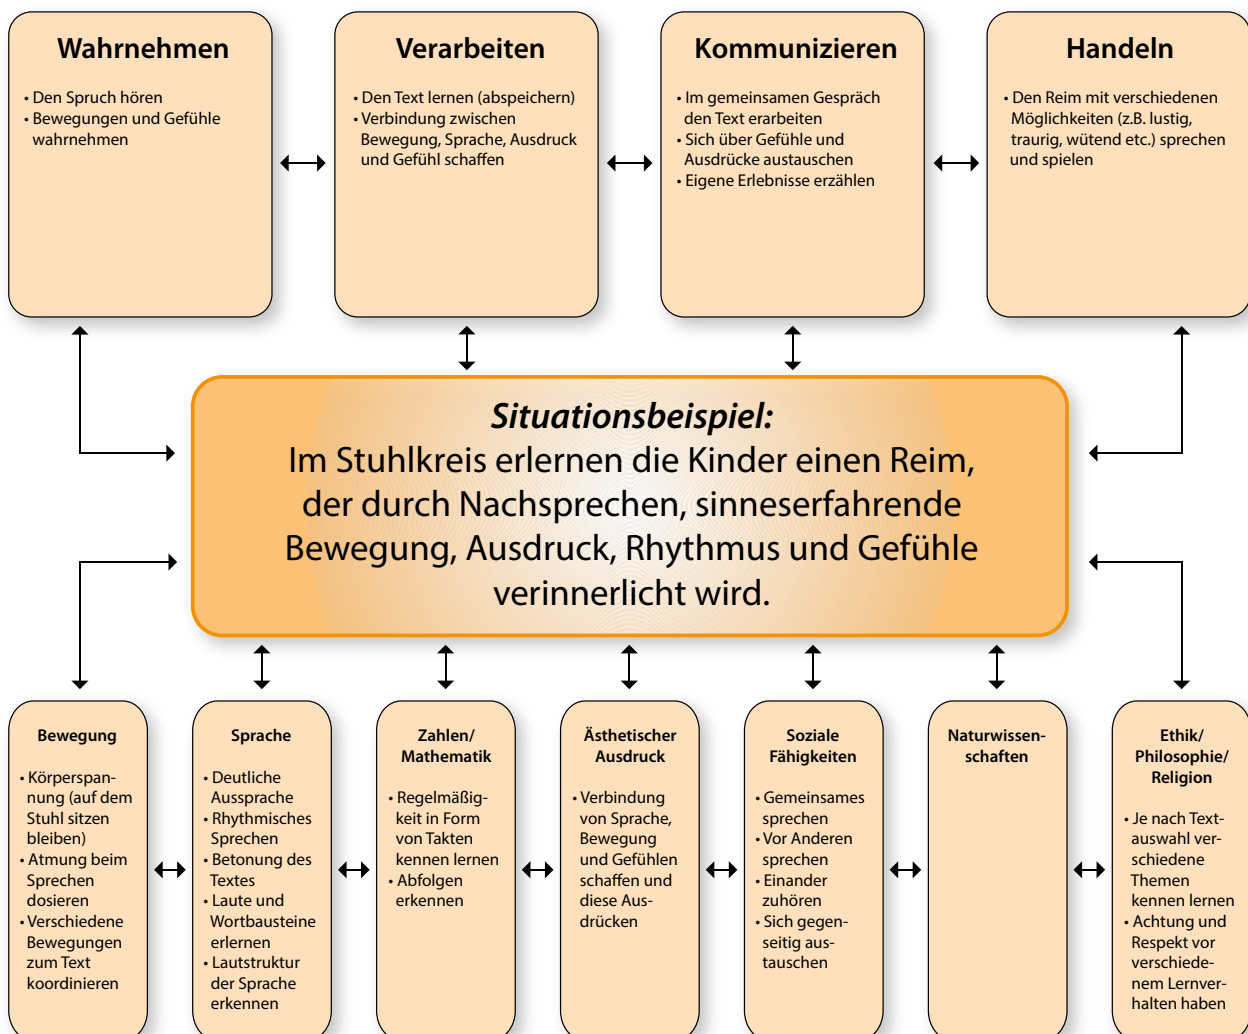 Wahrnehmen
• Den Spruch hören
• Bewegungen und Gefühle
wahrnehmen
Verarbeiten
• Den Text lernen (abspeichern)
• Verbindung zwischen
Bewegung, Sprache, Ausdruck
und Gefühl schaffen
Kommunizieren
• Im gemeinsamen Gespräch
den Text erarbeiten
• Sich über Gefühle und
Ausdrücke austauschen
• Eigene Erlebnisse erzählen
Handeln
• Den Reim mit verschiedenen
Möglichkeiten (z.B. lustig,
traurig, wütend etc.) sprechen
und spielen
Situationsbeispiel:
Im Stuhlkreis erlernen die Kinder einen Reim,
der durch Nachsprechen, sinneserfahrende
Bewegung, Ausdruck, Rhythmus und Gefühle
verinnerlicht wird.
Bewegung
• Körperspan-
nung (auf dem
Stuhl sitzen
bleiben)
• Atmung beim
Sprechen
dosieren
• Verschiedene
Bewegungen
zum Text
koordinieren
Sprache
• Deutliche
Aussprache
• Rhythmisches
Sprechen
• Betonung des
Textes
• Laute und
Wortbausteine
erlernen
• Lautstruktur
der Sprache
erkennen
Zahlen/
Mathematik
• Regelmäßig-
keit in Form
von Takten
kennen lernen
• Abfolgen
erkennen
Ästhetischer
Ausdruck
• Verbindung
von Sprache,
Bewegung
und Gefühlen
schaffen und
diese Aus-
drücken
Soziale
Fähigkeiten
• Gemeinsames
sprechen
• Vor Anderen
sprechen
• Einander
zuhören
• Sich gegen-
seitig aus-
tauschen
Naturwissen-
schaften
Ethik/
Philosophie/
Religion
• Je nach Text-
auswahl ver-
schiedene
Themen
kennen lernen
• Achtung und
Respekt vor
verschiede-
nem Lernver-
halten haben